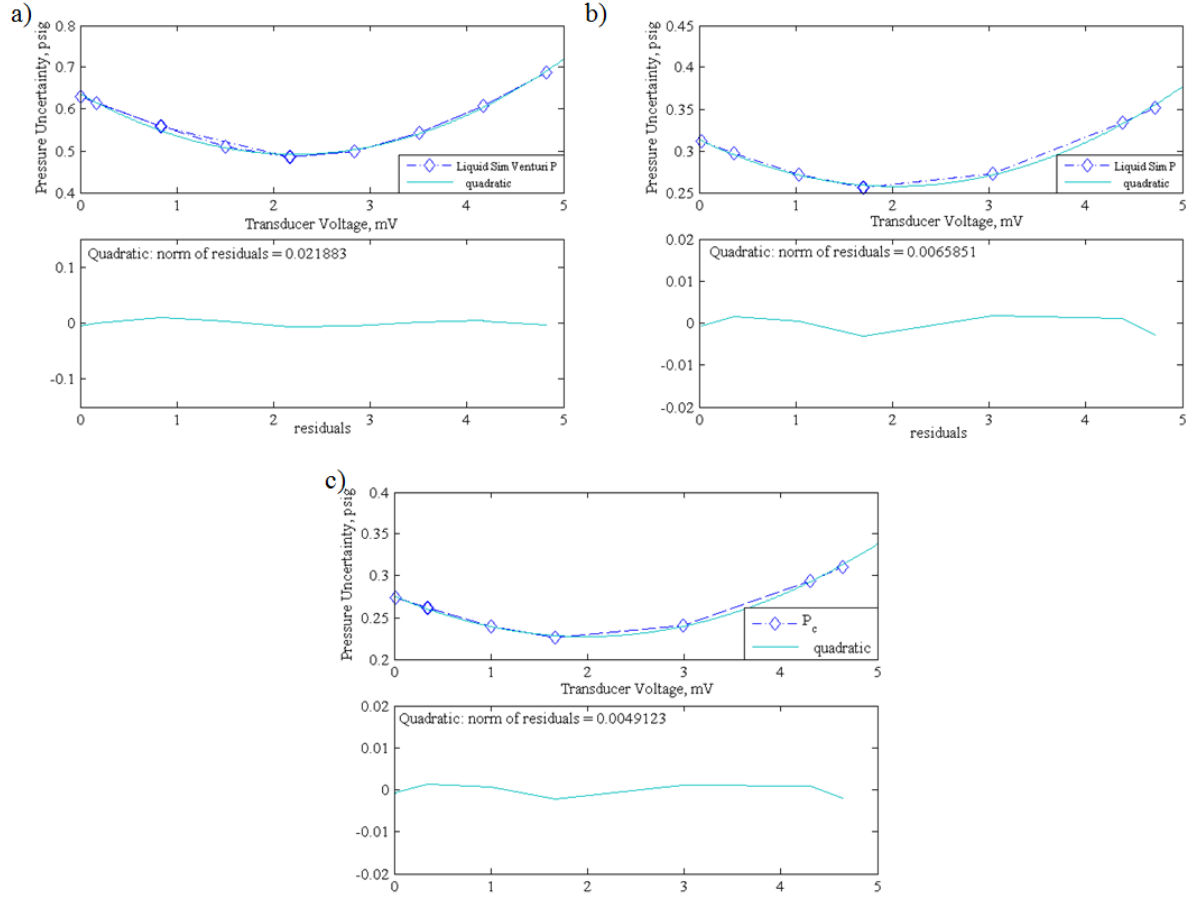 a)
Pressure Uncertainty, psig
0.8
0.7
0.6
0.5
0.4
0 1 2 3 4 5
Transducer Voltage, mV
Liquid Sim Venturi P
quadratic
Quadratic: norm of residuals = 0.021883
0.1
0
-0.1
0 1 2 3 4 5
residuals
b)
Pressure Uncertainty, psig
0.45
0.4
0.35
0.3
0.25
0 1 2 3 4 5
Transducer Voltage, mV
Liquid Sim P
quadratic
Quadratic: norm of residuals = 0.0065851
0.02
0.01
0
-0.01
-0.02
0 1 2 3 4 5
residuals
c)
Pressure Uncertainty, psig
0.4
0.35
0.3
0.25
0.2
0 1 2 3 4 5
Transducer Voltage, mV
P_c
quadratic
Quadratic: norm of residuals = 0.0049123
0.02
0.01
0
-0.01
-0.02
0 1 2 3 4 5